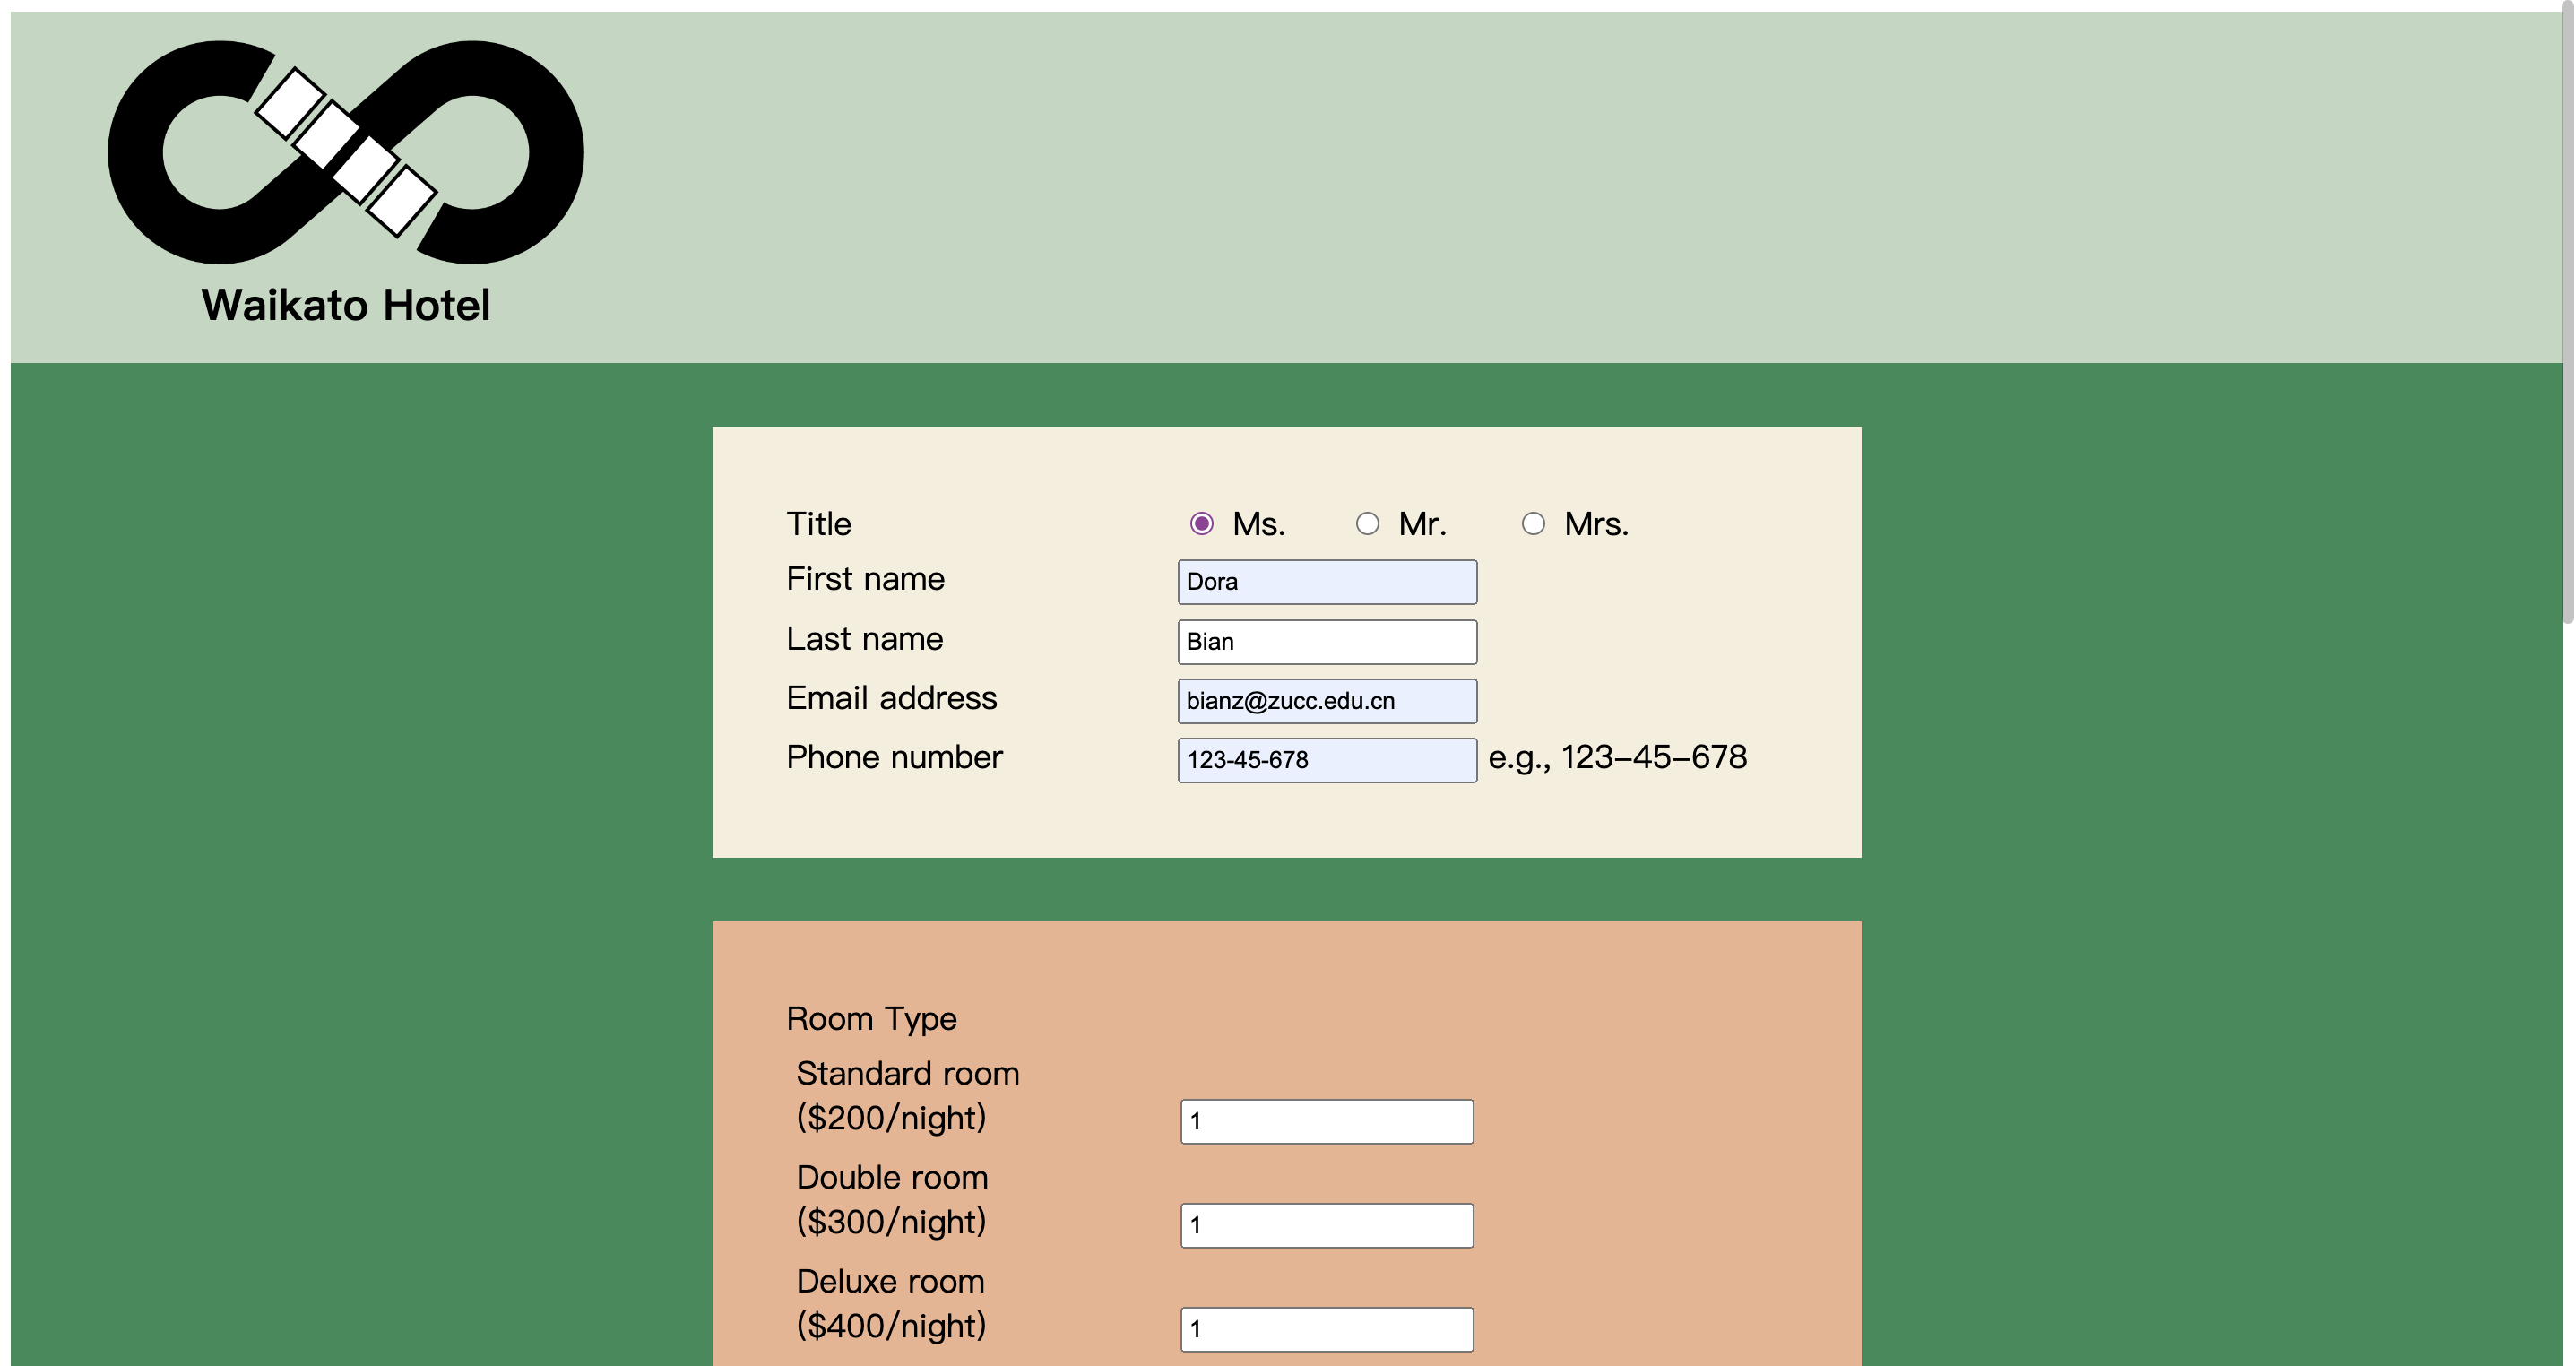 Waikato Hotel
Title Ms. Mr. Mrs.
First name Dora
Last name Bian
Email address bianz@zucc.edu.cn
Phone number 123-45-678 e.g., 123-45-678
Room Type
Standard room
($200/night) 1
Double room
($300/night) 1
Deluxe room
($400/night) 1